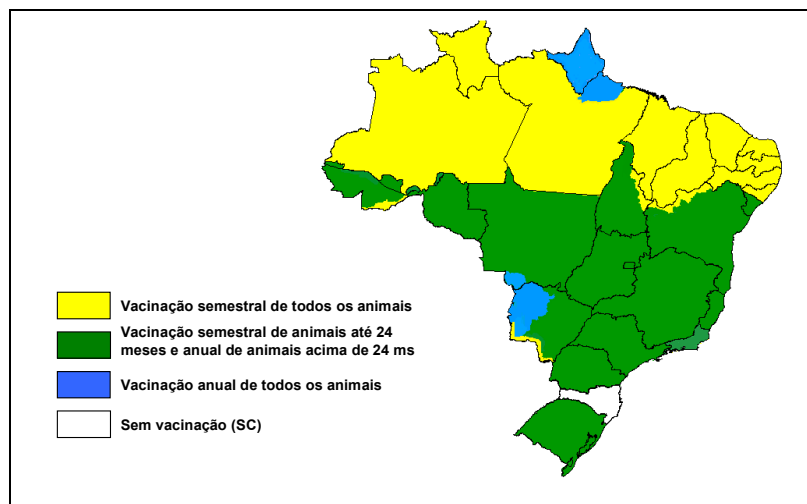 Vacinação semestral de todos os animais
Vacinação semestral de animais até 24
meses e anual de animais acima de 24 ms
Vacinação anual de todos os animais
Sem vacinação (SC)